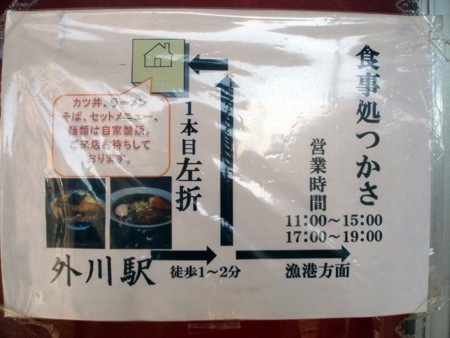 食事処つかさ
営業時間
11:00～15:00
17:00～19:00
1本目左折
カツ丼、ラーメン
そば、セットメニュー、
麺類は自家製麺。
ご来店お待ちして
おります。
外川駅
徒歩1～2分
漁港方面